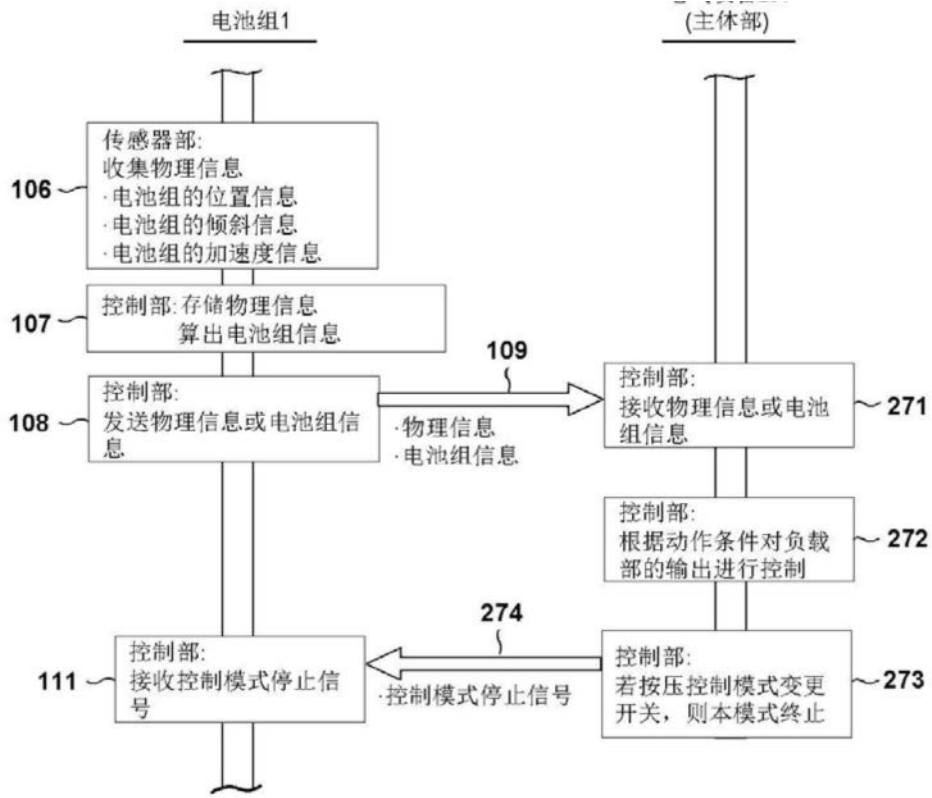 电池组1
(主体部)
传感器部:
收集物理信息
·电池组的位置信息
·电池组的倾斜信息
·电池组的加速度信息
106
控制部:存储物理信息
算出电池组信息
107
控制部:
发送物理信息或电池组信
息
108
109
·物理信息
·电池组信息
控制部:
接收物理信息或电池
组信息
271
控制部:
根据动作条件对负载
部的输出进行控制
272
控制部:
接收控制模式停止信
号
111
274
·控制模式停止信号
控制部:
若按压控制模式变更
开关，则本模式终止
273